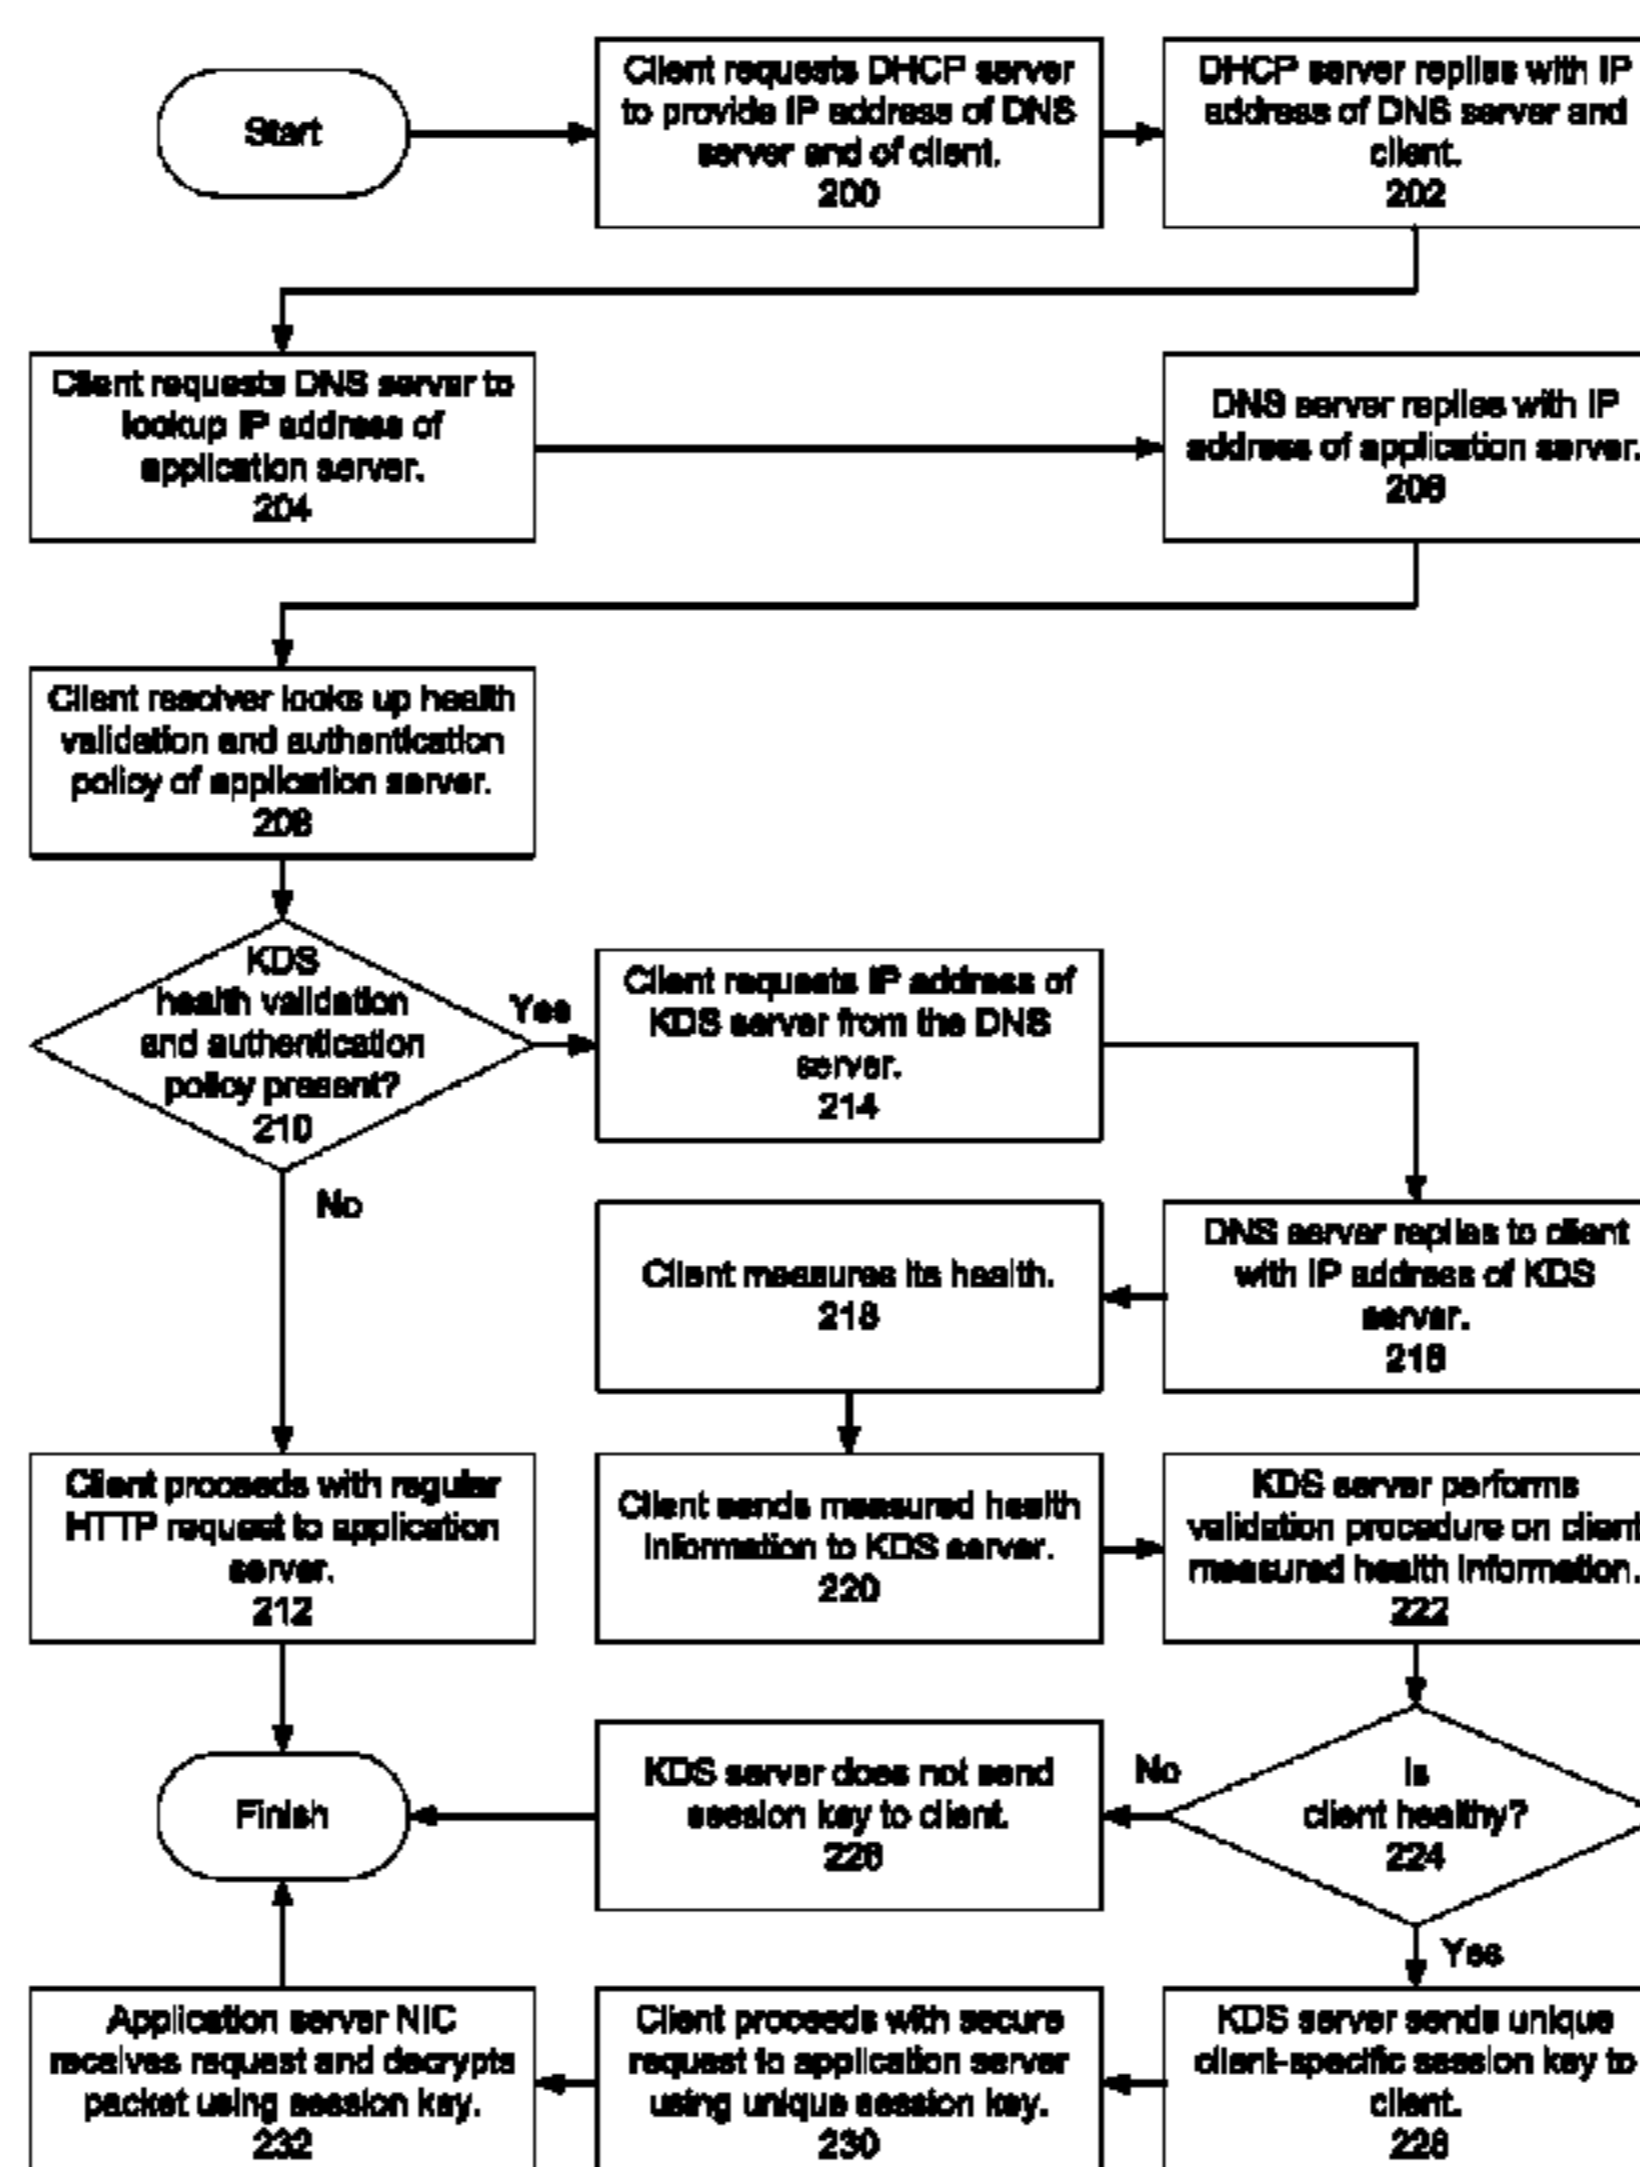 Start
Client requests DHCP server
to provide IP address of DNS
server and of client.
200
DHCP server replies with IP
address of DNS server and
client.
202
Client requests DNS server to
lookup IP address of
application server.
204
DNS server replies with IP
address of application server.
206
Client resolver looks up health
validation and authentication
policy of application server.
208
KDS
health validation
and authentication
policy present?
210
Yes
No
Client requests IP address of
KDS server from the DNS
server.
214
Client measures its health.
218
DNS server replies to client
with IP address of KDS
server.
216
Client proceeds with regular
HTTP request to application
server.
212
Client sends measured health
information to KDS server.
220
KDS server performs
validation procedure on client
measured health information.
222
Finish
KDS server does not send
session key to client.
226
No
Is
client healthy?
224
Yes
Application server NIC
receives request and decrypts
packet using session key.
232
Client proceeds with secure
request to application server
using unique session key.
230
KDS server sends unique
client-specific session key to
client.
228